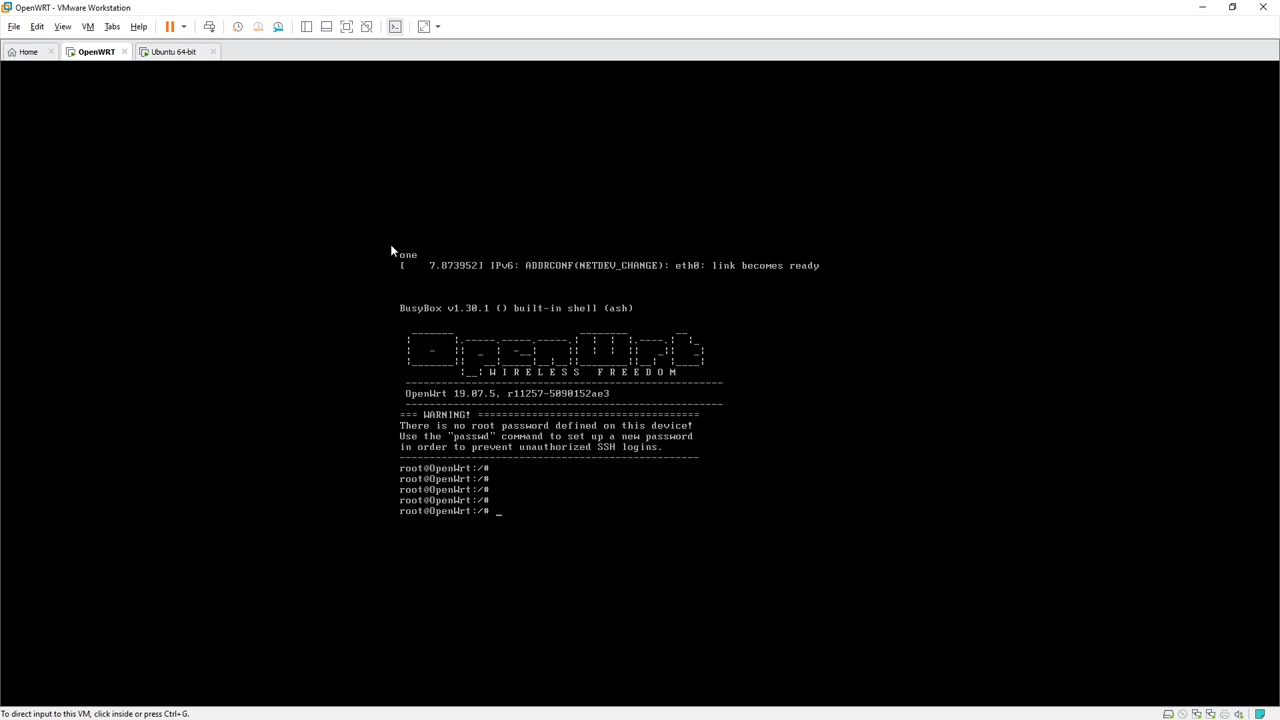 OpenWRT - VMware Workstation
File Edit View VM Tabs Help
Home OpenWRT Ubuntu 64-bit
one
[    7.873952] IPv6: ADDRCONF(NETDEV_CHANGE): eth0: link becomes ready
BusyBox v1.30.1 () built-in shell (ash)
W I R E L E S S   F R E E D O M
OpenWrt 19.07.5, r11257-5090152ae3
=== WARNING! =====================================
There is no root password defined on this device!
Use the "passwd" command to set up a new password
in order to prevent unauthorized SSH logins.
root@OpenWrt:/#
root@OpenWrt:/#
root@OpenWrt:/#
root@OpenWrt:/#
root@OpenWrt:/# _
To direct input to this VM, click inside or press Ctrl+G.